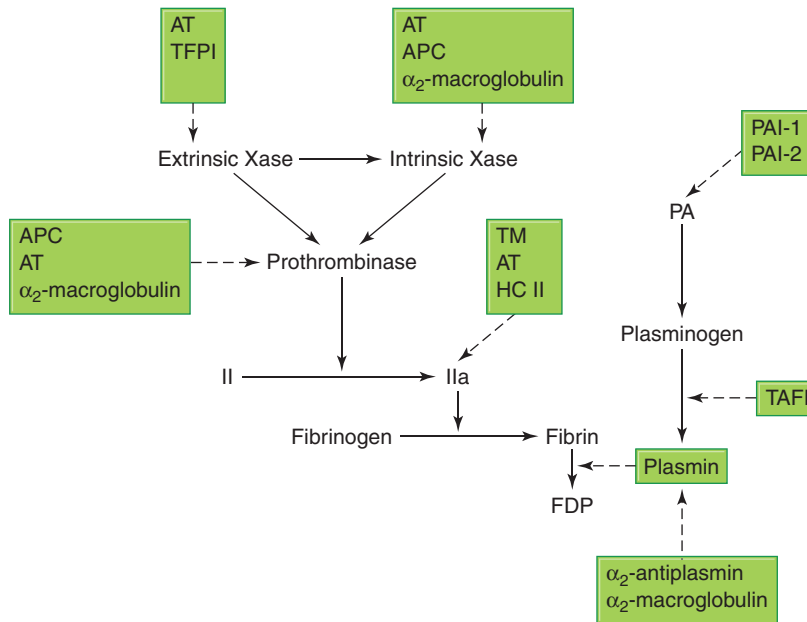 AT
TFPI
AT
APC
α₂-macroglobulin
Extrinsic Xase
Intrinsic Xase
PAI-1
PAI-2
PA
APC
AT
α₂-macroglobulin
Prothrombinase
TM
AT
HC II
Plasminogen
II
IIa
TAFI
Fibrinogen
Fibrin
Plasmin
FDP
α₂-antiplasmin
α₂-macroglobulin